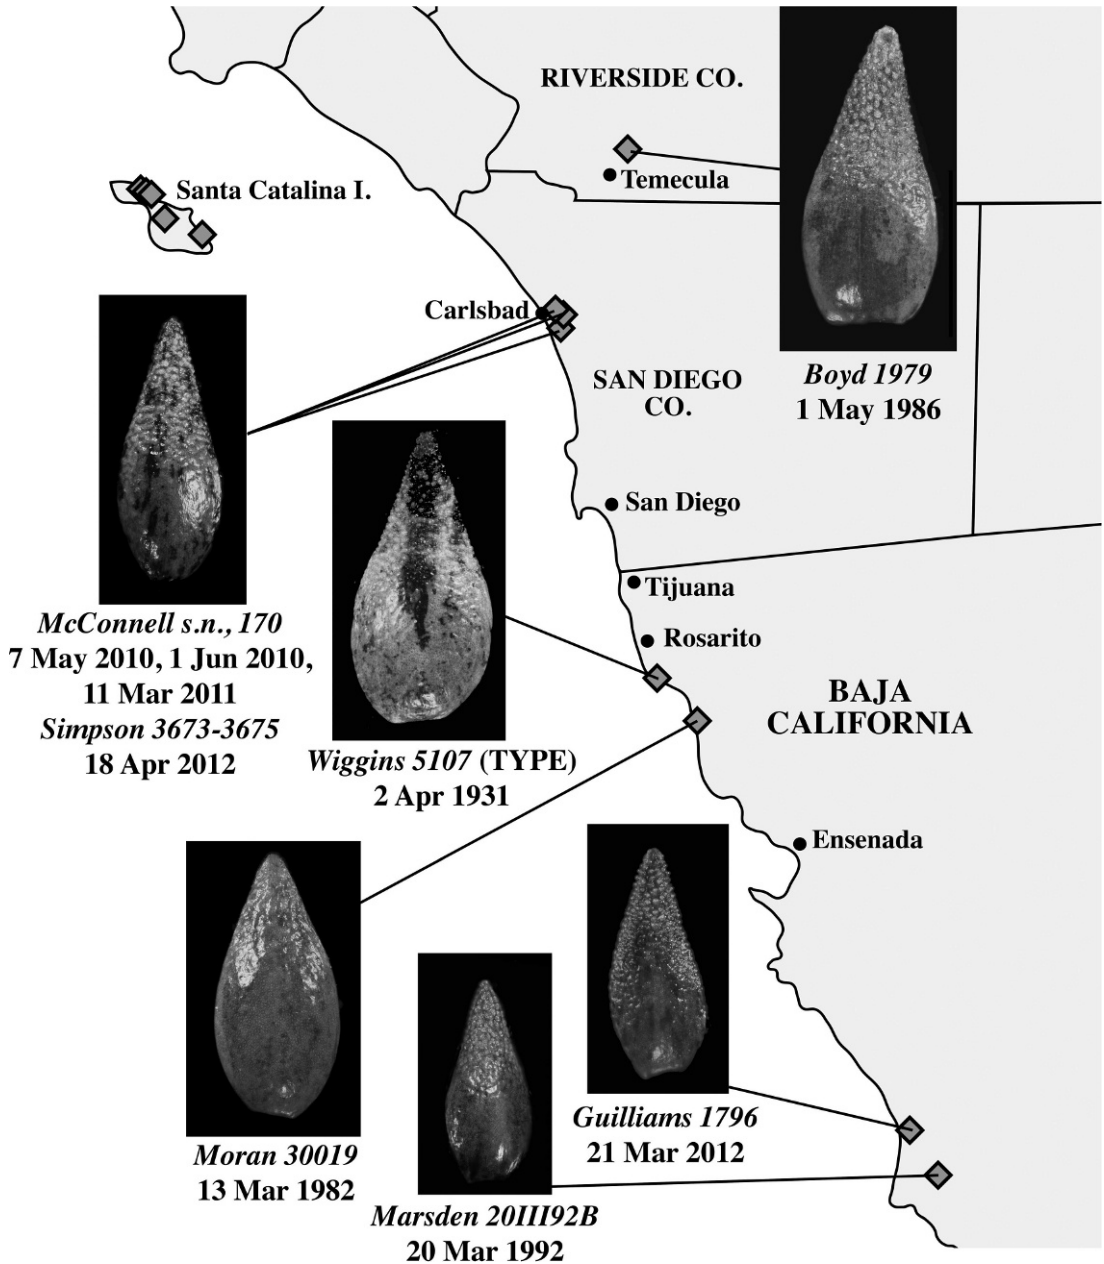 RIVERSIDE CO.
Temecula
Santa Catalina I.
Carlsbad
Boyd 1979
1 May 1986
SAN DIEGO
CO.
San Diego
Tijuana
Rosarito
McConnell s.n., 170
7 May 2010, 1 Jun 2010,
11 Mar 2011
Simpson 3673-3675
18 Apr 2012
BAJA
CALIFORNIA
Wiggins 5107 (TYPE)
2 Apr 1931
Ensenada
Guilliams 1796
21 Mar 2012
Moran 30019
13 Mar 1982
Marsden 20III92B
20 Mar 1992